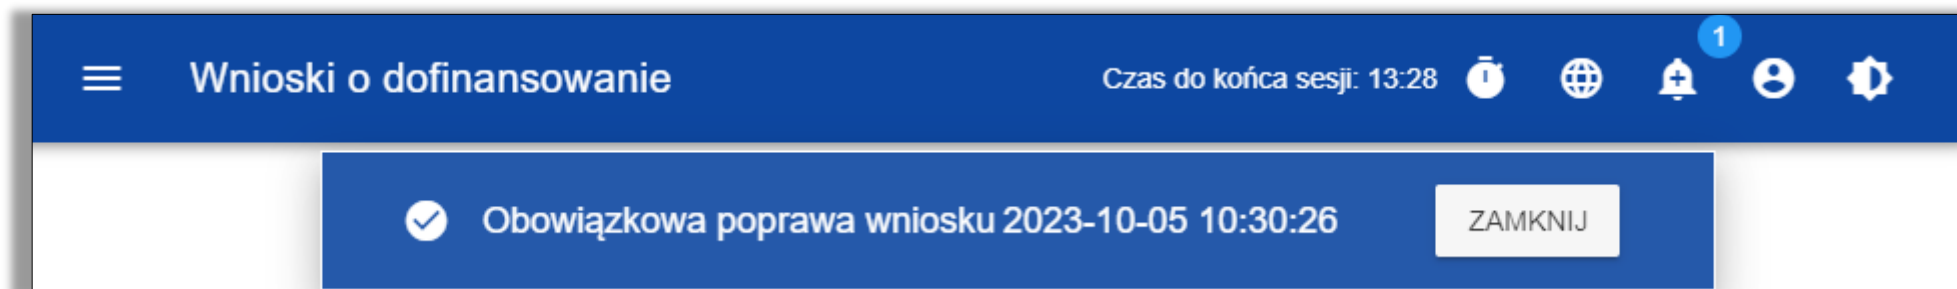 Wnioski o dofinansowanie
Czas do końca sesji: 13:28
1
Obowiązkowa poprawa wniosku 2023-10-05 10:30:26
ZAMKNIJ